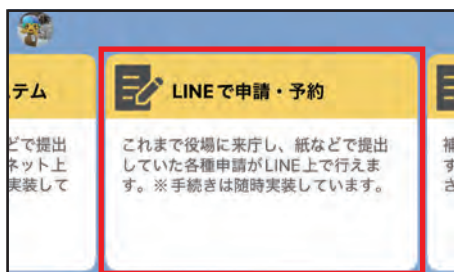 テム
どで提出
ネット上
実装して
LINEで申請・予約
これまで役場に来庁し、紙などで提出
していた各種申請がLINE上で行えま
す。※手続きは随時実装しています。
補
す
さ